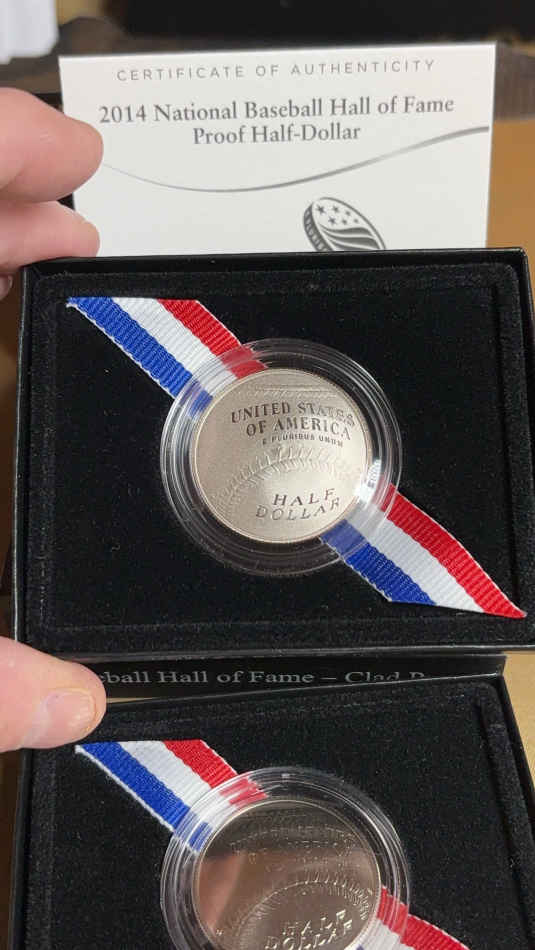 CERTIFICATE OF AUTHENTICITY
2014 National Baseball Hall of Fame
Proof Half-Dollar
UNITED STATES
OF AMERICA
E PLURIBUS UNUM
HALF
DOLLAR
Hall of Fame – Clad
HALF
DOLLAR